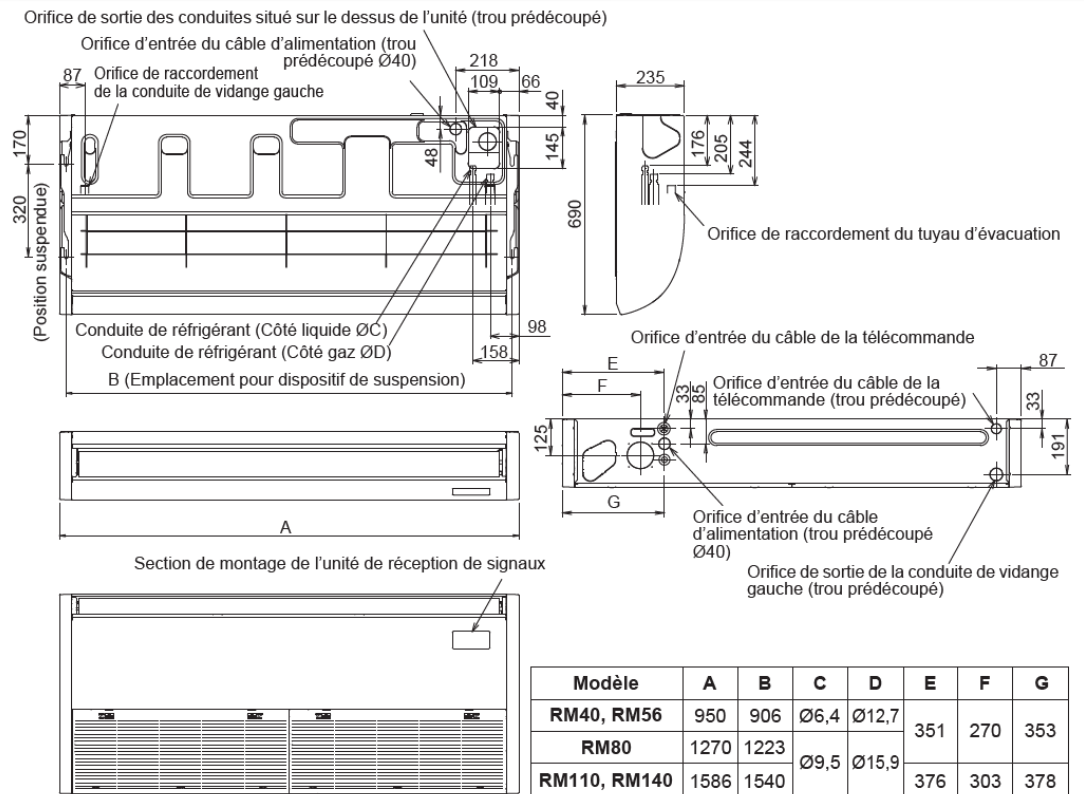 Orifice de sortie des conduites situé sur le dessus de l'unité (trou prédécoupé)
Orifice d'entrée du câble d'alimentation (trou
prédécoupé Ø40)
87
Orifice de raccordement
de la conduite de vidange gauche
218
109
66
40
170
48
145
320
(Position suspendue)
Conduite de réfrigérant (Côté liquide ØC)
Conduite de réfrigérant (Côté gaz ØD)
98
158
B (Emplacement pour dispositif de suspension)
235
176
205
244
690
Orifice de raccordement du tuyau d'évacuation
A
Orifice d'entrée du câble de la télécommande
E
F
33
85
Orifice d'entrée du câble de la
télécommande (trou prédécoupé)
87
33
125
191
G
Orifice d'entrée du câble
d'alimentation (trou prédécoupé
Ø40)
Orifice de sortie de la conduite de vidange
gauche (trou prédécoupé)
Section de montage de l'unité de réception de signaux
Modèle A B C D E F G
RM40, RM56 950 906 Ø6,4 Ø12,7 351 270 353
RM80 1270 1223 Ø9,5 Ø15,9
RM110, RM140 1586 1540 376 303 378